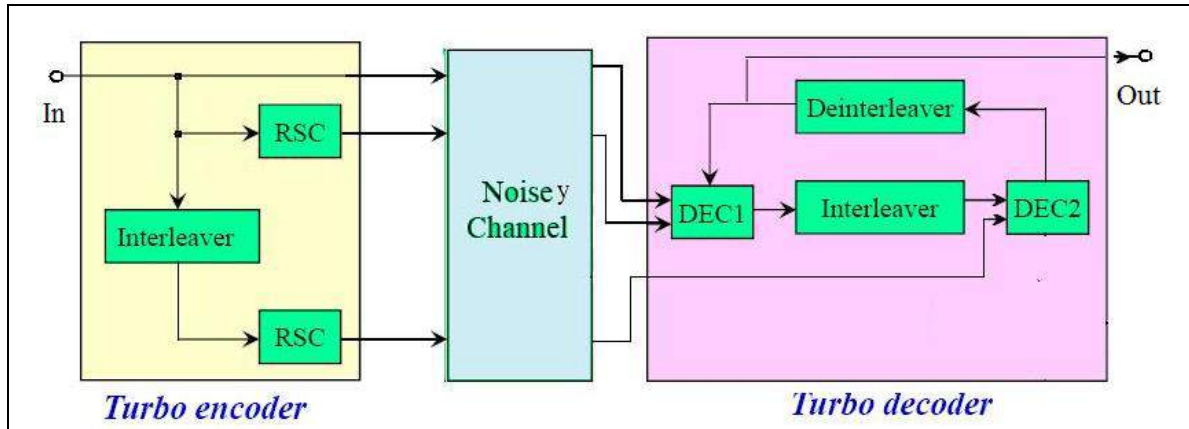 In
RSC
Interleaver
RSC
Turbo encoder
Noisey
Channel
Deinterleaver
DEC1
Interleaver
DEC2
Out
Turbo decoder